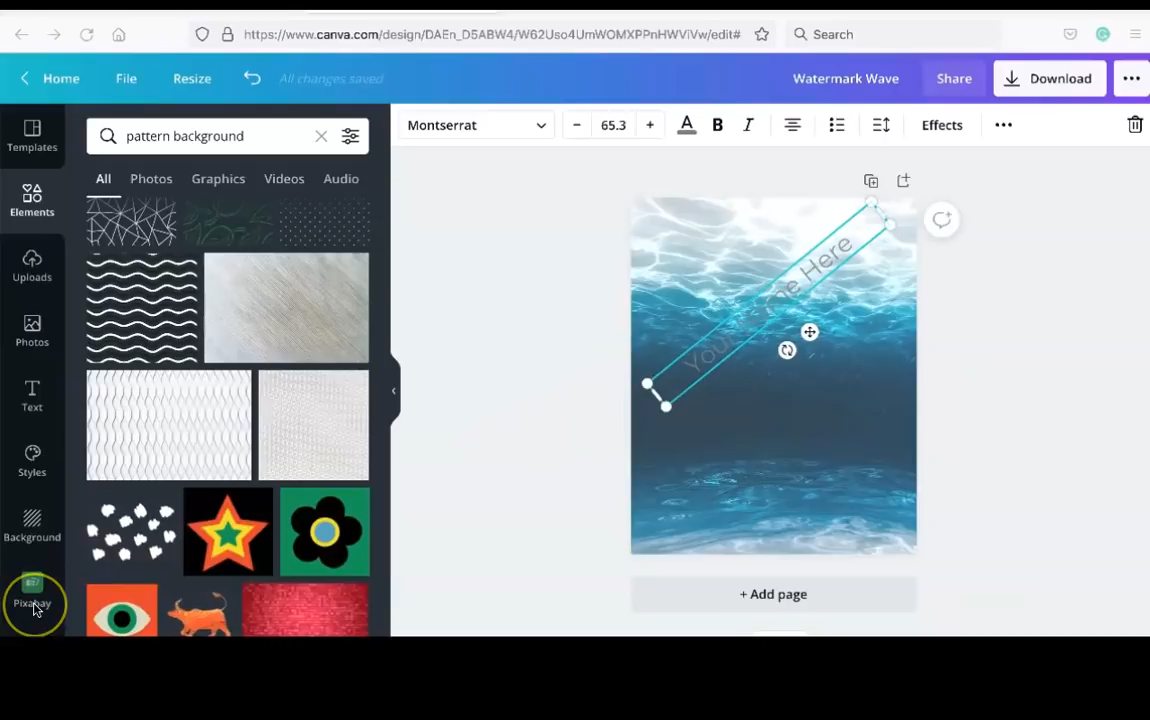 https://www.canva.com/design/DAEn_D5ABW4/W62Uso4UmWOMXPPnHWViVw/edit#
Search
Home
File
Resize
All changes saved
Watermark Wave
Share
Download
Templates
Elements
Uploads
Photos
Text
Styles
Background
Pixabay
pattern background
All
Photos
Graphics
Videos
Audio
Montserrat
65.3
A
B
I
Effects
Your Name Here
+ Add page